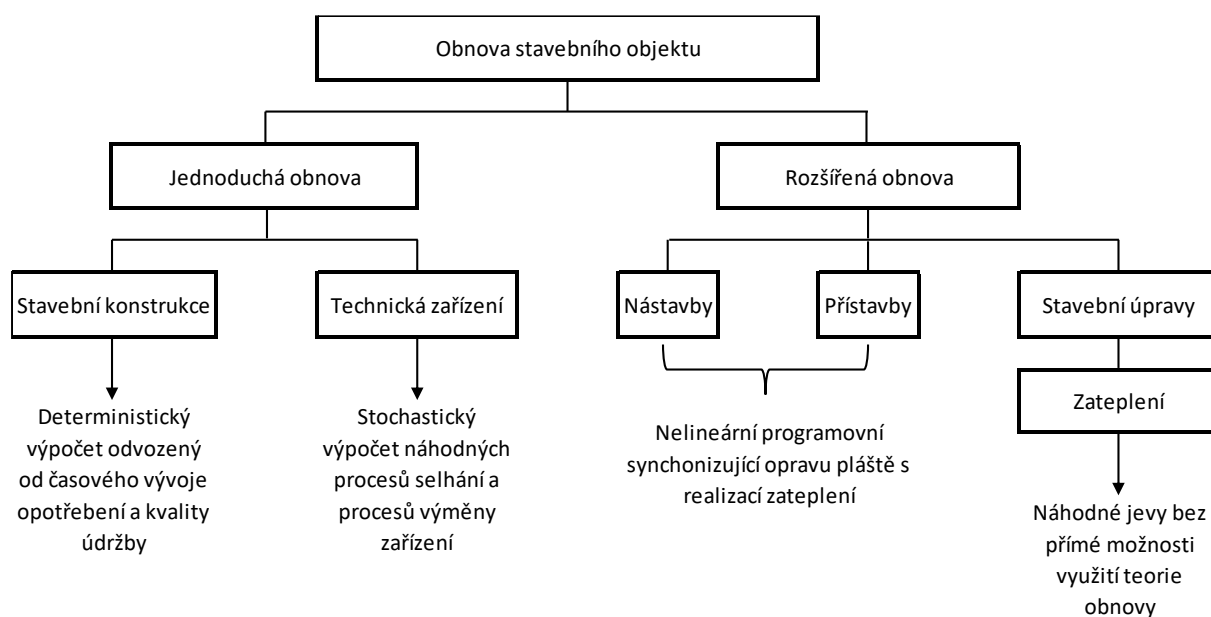 Obnova stavebního objektu
Jednoduchá obnova
Rozšířená obnova
Stavební konstrukce
Technická zařízení
Nástavby
Přístavby
Stavební úpravy
Zateplení
Deterministický
výpočet odvozený
od časového vývoje
opotřebení a kvality
údržby
Stochastický
výpočet náhodných
procesů selhání a
procesů výměny
zařízení
Nelineární programovní
synchonizující opravu pláště s
realizací zateplení
Náhodné jevy bez
přímé možnosti
využití teorie
obnovy